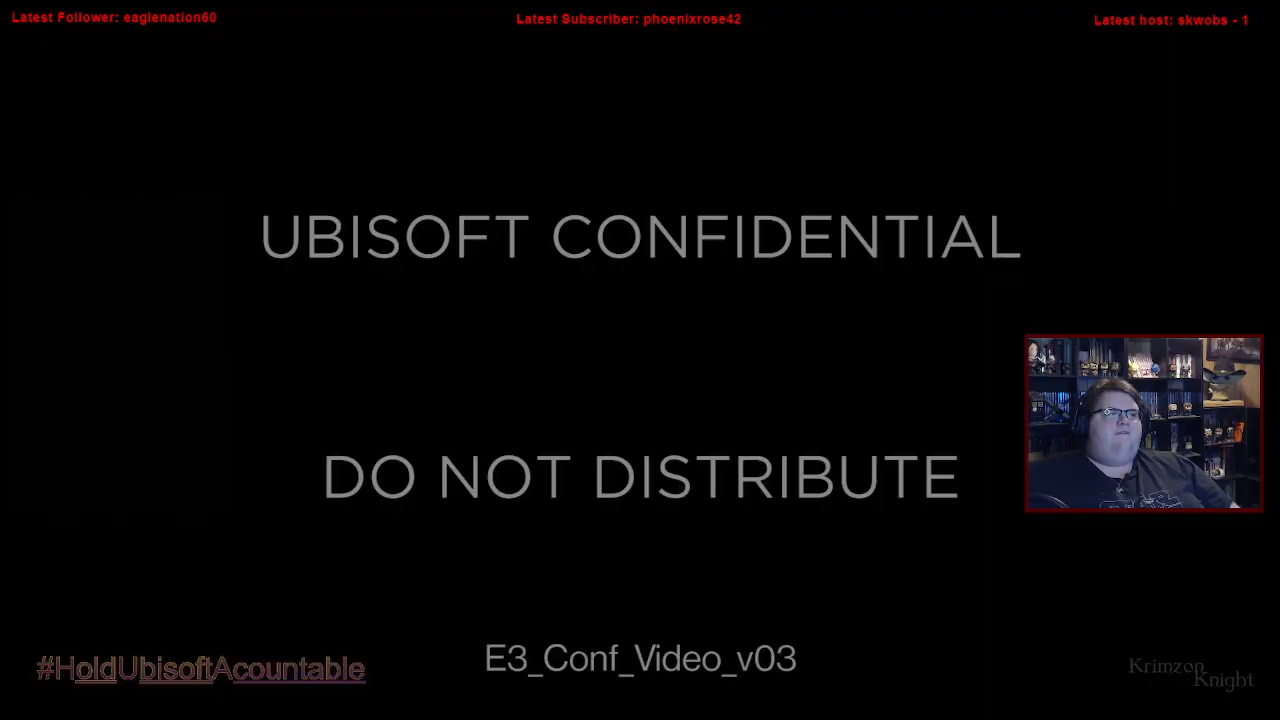 Latest Follower: eaglenation60
Latest Subscriber: phoenixrose42
Latest host: skwobs - 1
UBISOFT CONFIDENTIAL
DO NOT DISTRIBUTE
E3_Conf_Video_v03
#HoldUbisoftAcountable
Krimzon
Knight